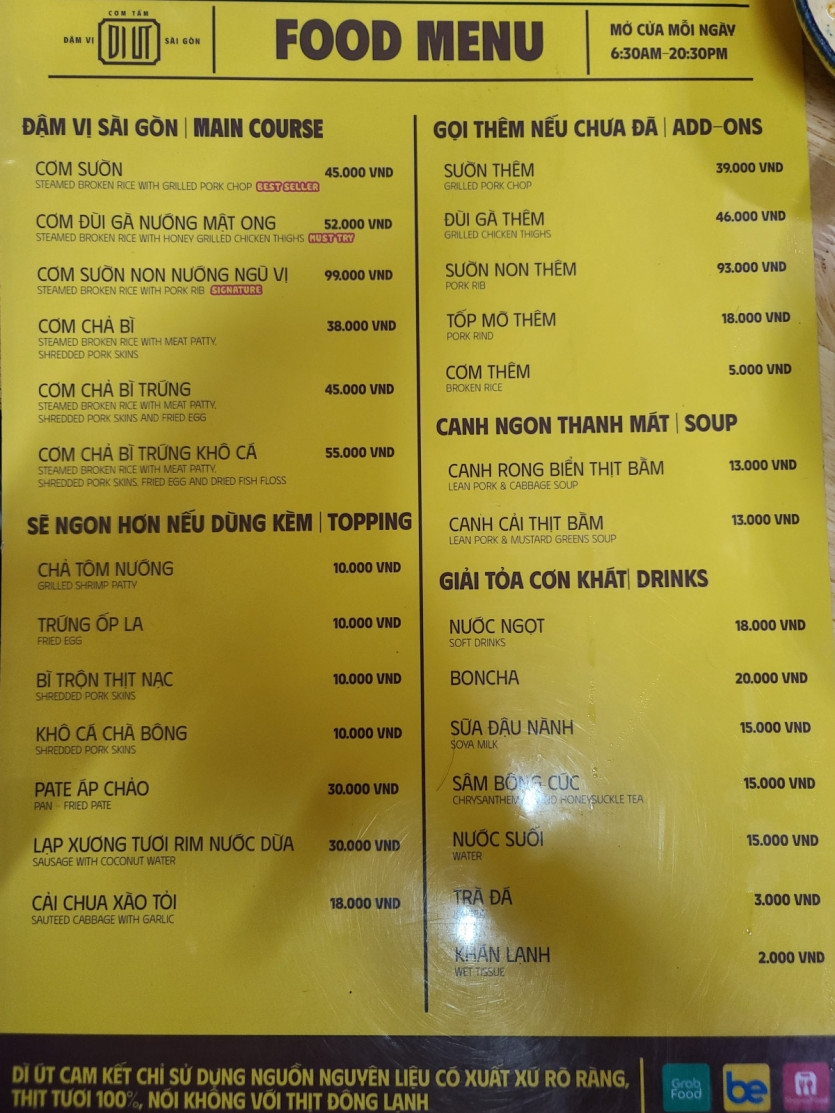 CƠM TẤM
ĐẬM VỊ DÌ ÚT SÀI GÒN
FOOD MENU
MỞ CỬA MỖI NGÀY
6:30AM-20:30PM
ĐẬM VỊ SÀI GÒN | MAIN COURSE
CƠM SƯỜN 45.000 VND
STEAMED BROKEN RICE WITH GRILLED PORK CHOP BEST SELLER
CƠM ĐÙI GÀ NƯỚNG MẬT ONG 52.000 VND
STEAMED BROKEN RICE WITH HONEY GRILLED CHICKEN THIGHS MUST TRY
CƠM SƯỜN NON NƯỚNG NGŨ VỊ 99.000 VND
STEAMED BROKEN RICE WITH PORK RIB SIGNATURE
CƠM CHẢ BÌ 38.000 VND
STEAMED BROKEN RICE WITH MEAT PATTY,
SHREDDED PORK SKINS
CƠM CHẢ BÌ TRỨNG 45.000 VND
STEAMED BROKEN RICE WITH MEAT PATTY,
SHREDDED PORK SKINS AND FRIED EGG
CƠM CHẢ BÌ TRỨNG KHÔ CÁ 55.000 VND
STEAMED BROKEN RICE WITH MEAT PATTY,
SHREDDED PORK SKINS, FRIED EGG AND DRIED FISH FLOSS
SẼ NGON HƠN NẾU DÙNG KÈM | TOPPING
CHẢ TÔM NƯỚNG 10.000 VND
GRILLED SHRIMP PATTY
TRỨNG ỐP LA 10.000 VND
FRIED EGG
BÌ TRỘN THỊT NẠC 10.000 VND
SHREDDED PORK SKINS
KHÔ CÁ CHÀ BÔNG 10.000 VND
SHREDDED PORK SKINS
PATE ÁP CHẢO 30.000 VND
PAN - FRIED PATE
LẠP XƯỞNG TƯƠI RIM NƯỚC DỪA 30.000 VND
SAUSAGE WITH COCONUT WATER
CẢI CHUA XÀO TỎI 18.000 VND
SAUTEED CABBAGE WITH GARLIC
GỌI THÊM NẾU CHƯA ĐÃ | ADD-ONS
SƯỜN THÊM 39.000 VND
GRILLED PORK CHOP
ĐÙI GÀ THÊM 46.000 VND
GRILLED CHICKEN THIGHS
SƯỜN NON THÊM 93.000 VND
PORK RIB
TỐP MỠ THÊM 18.000 VND
PORK RIND
CƠM THÊM 5.000 VND
BROKEN RICE
CANH NGON THANH MÁT | SOUP
CANH RONG BIỂN THỊT BẰM 13.000 VND
LEAN PORK & CABBAGE SOUP
CANH CẢI THỊT BẰM 13.000 VND
LEAN PORK & MUSTARD GREENS SOUP
GIẢI TỎA CƠN KHÁT | DRINKS
NƯỚC NGỌT 18.000 VND
SOFT DRINKS
BONCHA 20.000 VND
SỮA ĐẬU NÀNH 15.000 VND
SOYA MILK
SÂM BÔNG CÚC 15.000 VND
HONEYSUCKLE TEA
NƯỚC SUỐI 15.000 VND
WATER
TRÀ ĐÁ 3.000 VND
KHĂN LẠNH 2.000 VND
WET TISSUE
DÌ ÚT CAM KẾT CHỈ SỬ DỤNG NGUỒN NGUYÊN LIỆU CÓ XUẤT XỨ RÕ RÀNG,
THỊT TƯƠI 100%, NÓI KHÔNG VỚI THỊT ĐÔNG LẠNH
Grab
Food
be